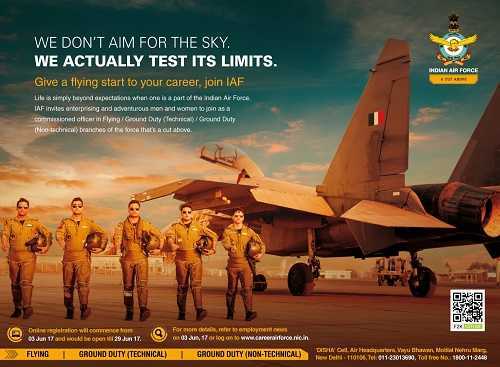 WE DON'T AIM FOR THE SKY.
WE ACTUALLY TEST ITS LIMITS.
Give a flying start to your career, join IAF
Life is simply beyond expectations when one is a part of the Indian Air Force.
IAF invites enterprising and adventurous men and women to join as a
commissioned officer in Flying / Ground Duty (Technical) / Ground Duty
(Non-technical) branches of the force that's a cut above.
INDIAN AIR FORCE
A CUT ABOVE
Online registration will commence from
03 Jun 17 and would be open till 29 Jun 17.
For more details, refer to employment news
on 03 Jun, 17 or log on to www.careerairforce.nic.in.
FLYING | GROUND DUTY (TECHNICAL) | GROUND DUTY (NON-TECHNICAL)
'DISHA' Cell, Air Headquarters, Vayu Bhawan, Motilal Nehru Marg,
New Delhi - 110106, Tel: 011-23013690, Toll free No.: 1800-11-2448